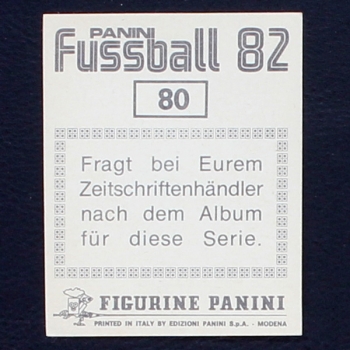 PANINI
Fussball 82
80
Fragt bei Eurem
Zeitschriftenhändler
nach dem Album
für diese Serie.
FIGURINE PANINI
PRINTED IN ITALY BY EDIZIONI PANINI S.p.A. - MODENA